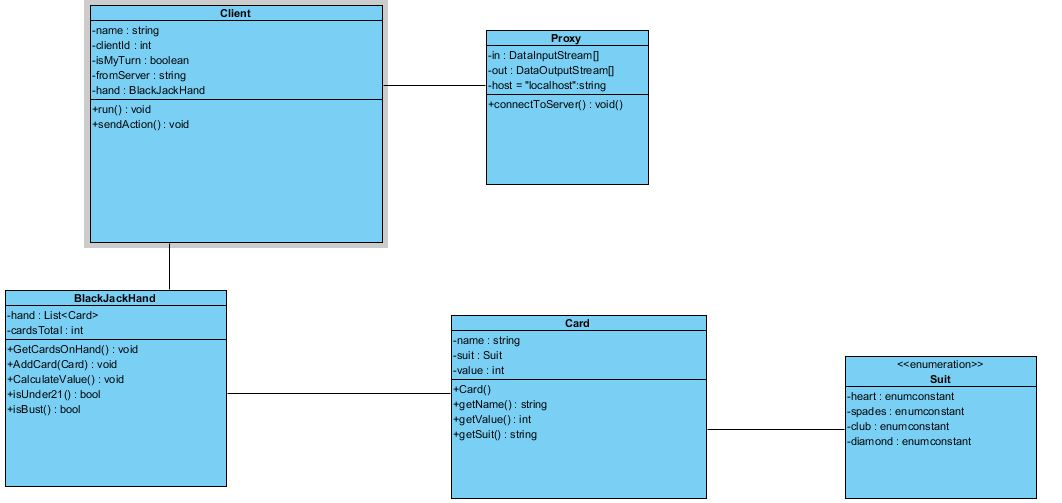 Client
-name : string
-clientId : int
-isMyTurn : boolean
-fromServer : string
-hand : BlackJackHand
+run() : void
+sendAction() : void
Proxy
-in : DataInputStream[]
-out : DataOutputStream[]
-host = "localhost":string
+connectToServer() : void()
BlackJackHand
-hand : List<Card>
-cardsTotal : int
+GetCardsOnHand() : void
+AddCard(Card) : void
+CalculateValue() : void
+isUnder21() : bool
+isBust() : bool
Card
-name : string
-suit : Suit
-value : int
+Card()
+getName() : string
+getValue() : int
+getSuit() : string
<<enumeration>>
Suit
-heart : enumconstant
-spades : enumconstant
-club : enumconstant
-diamond : enumconstant